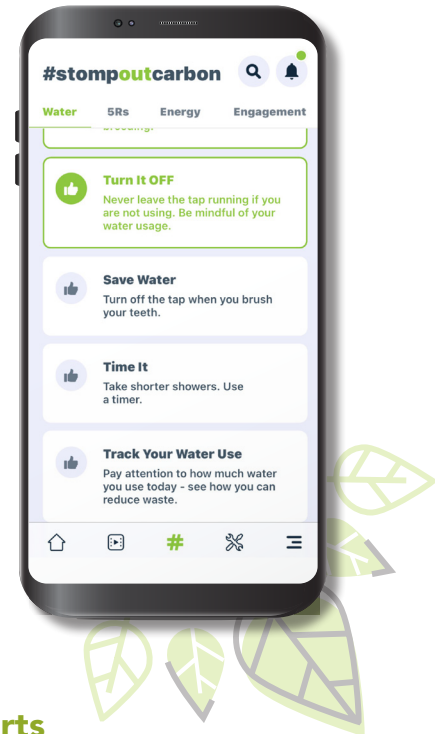 #stompoutcarbon
Water 5Rs Energy Engagement
breeding.
Turn It OFF
Never leave the tap running if you
are not using. Be mindful of your
water usage.
Save Water
Turn off the tap when you brush
your teeth.
Time It
Take shorter showers. Use
a timer.
Track Your Water Use
Pay attention to how much water
you use today - see how you can
reduce waste.
#
rts